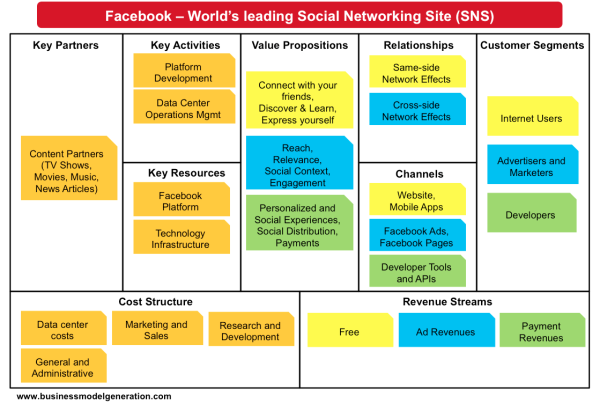 Facebook – World's leading Social Networking Site (SNS)
Key Partners
Content Partners
(TV Shows,
Movies, Music,
News Articles)
Key Activities
Platform
Development
Data Center
Operations Mgmt
Key Resources
Facebook
Platform
Technology
Infrastructure
Value Propositions
Connect with your
friends,
Discover & Learn,
Express yourself
Reach,
Relevance,
Social Context,
Engagement
Personalized and
Social Experiences,
Social Distribution,
Payments
Relationships
Same-side
Network Effects
Cross-side
Network Effects
Channels
Website,
Mobile Apps
Facebook Ads,
Facebook Pages
Developer Tools
and APIs
Customer Segments
Internet Users
Advertisers and
Marketers
Developers
Cost Structure
Data center
costs
Marketing and
Sales
Research and
Development
General and
Administrative
Revenue Streams
Free
Ad Revenues
Payment
Revenues
www.businessmodelgeneration.com